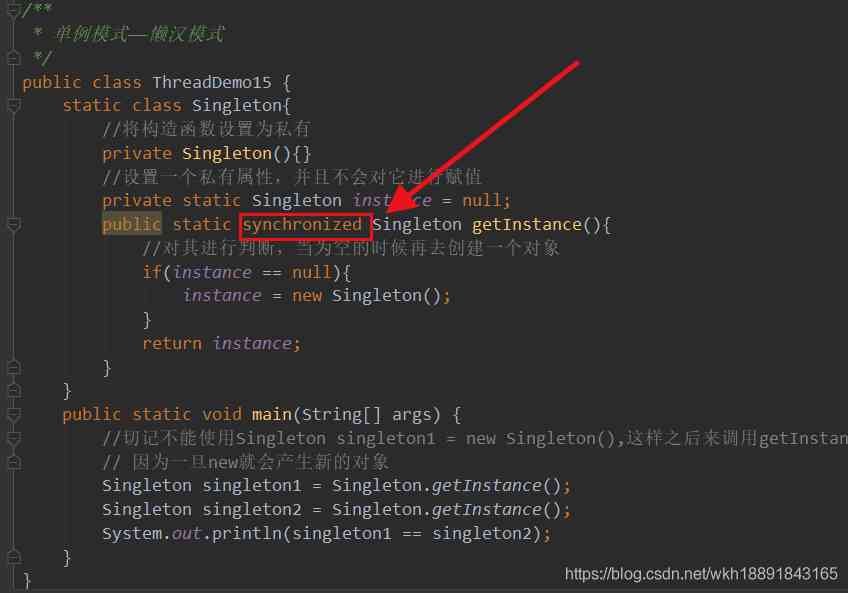 /**
 * 单例模式—懒汉模式
 */
public class ThreadDemo15 {
    static class Singleton{
        //将构造函数设置为私有
        private Singleton(){}
        //设置一个私有属性，并且不会对它进行赋值
        private static Singleton instance = null;
        public static synchronized Singleton getInstance(){
            //对其进行判断，当为空的时候再去创建一个对象
            if(instance == null){
                instance = new Singleton();
            }
            return instance;
        }
    }
    public static void main(String[] args) {
        //切记不能使用Singleton singleton1 = new Singleton(),这样之后来调用getInstan
        // 因为一旦new就会产生新的对象
        Singleton singleton1 = Singleton.getInstance();
        Singleton singleton2 = Singleton.getInstance();
        System.out.println(singleton1 == singleton2);
    }
}
https://blog.csdn.net/wkh18891843165